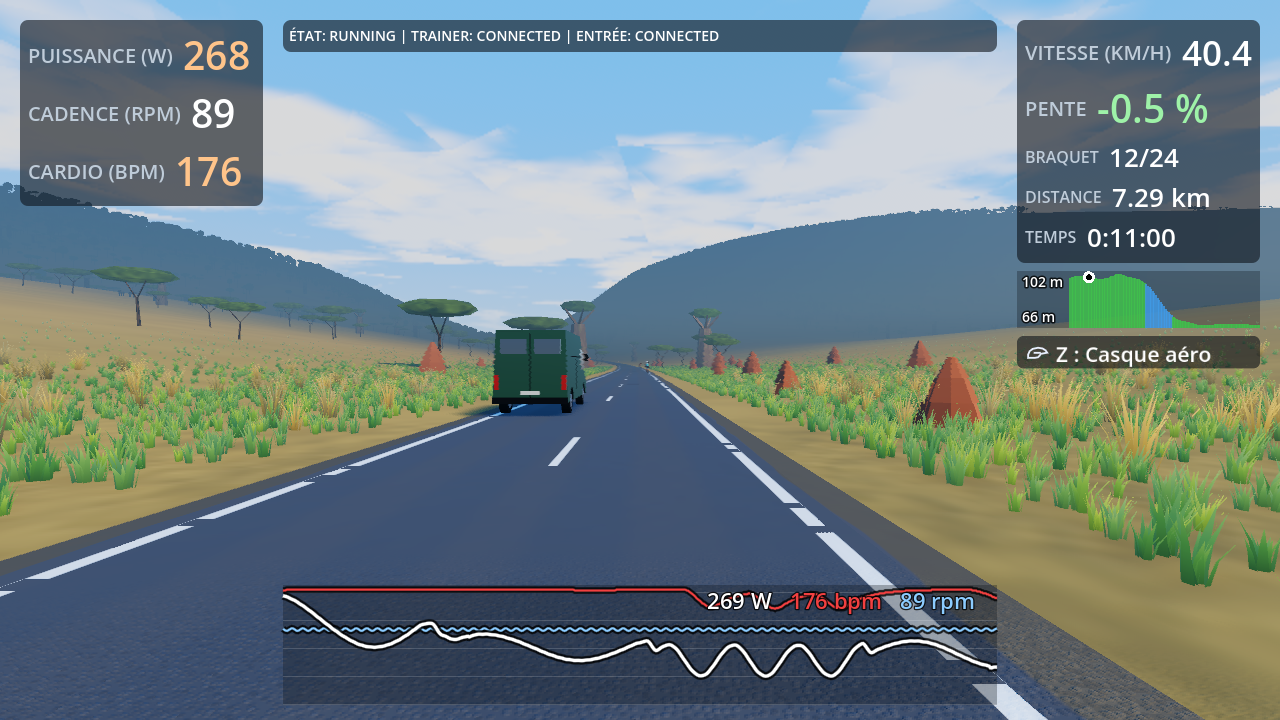 PUISSANCE (W) 268
CADENCE (RPM) 89
CARDIO (BPM) 176
ÉTAT: RUNNING | TRAINER: CONNECTED | ENTRÉE: CONNECTED
VITESSE (KM/H) 40.4
PENTE -0.5 %
BRAQUET 12/24
DISTANCE 7.29 km
TEMPS 0:11:00
102 m
66 m
Z : Casque aéro
269 W 176 bpm 89 rpm